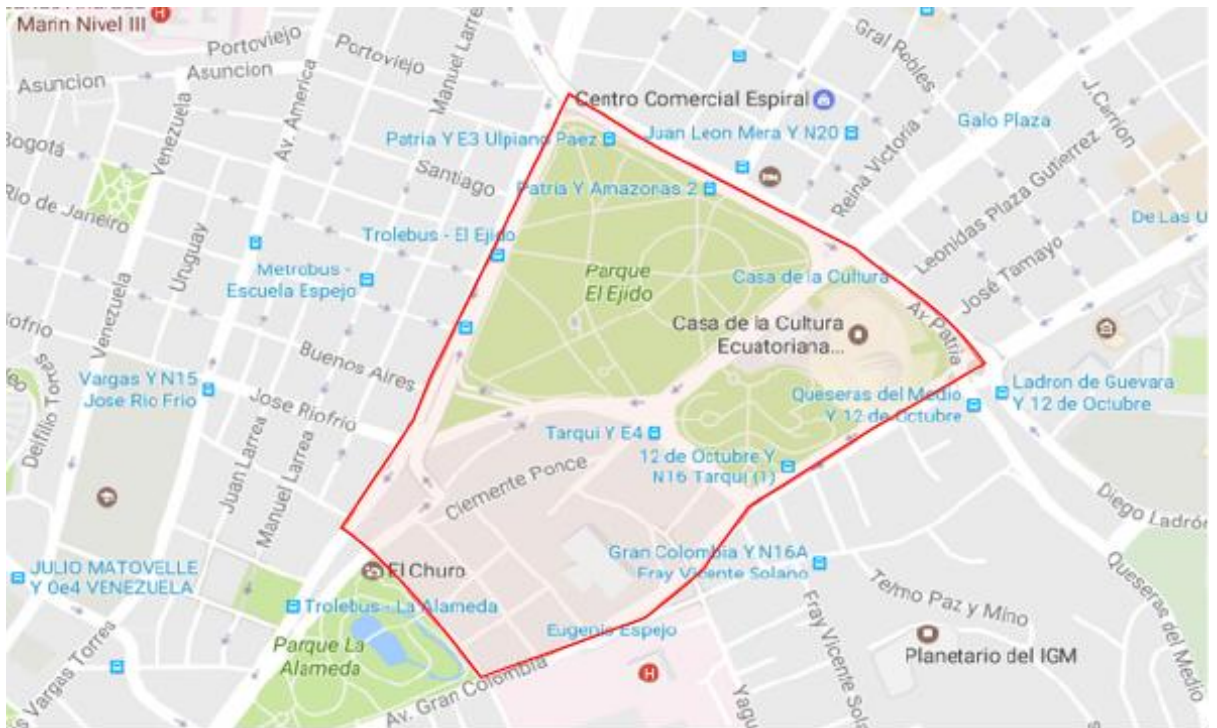 Marin Nivel III
H
Portoviejo
Asuncion
Asuncion
Portoviejo
Manuel Larre
Venezuela
Av. America
Gral Robles
J Carrion
Centro Comercial Espiral
Patria Y E3 Ulpiano Paez
Juan Leon Mera Y N20
Galo Plaza
Bogotá
Santiago
Reina Victoria
Leonidas Plaza Gutierrez
Patria Y Amazonas 2
Rio de Janeiro
De Las U
Uruguay
Trolebus - El Ejido
Metrobus -
Escuela Espejo
Parque
El Ejido
Casa de la Cultura
José Tamayo
Av Patria
Casa de la Cultura
Ecuatoriana...
Venezuela
Buenos Aires
Vargas Y N15
Jose Rio Frio
Jose Riofrio
Queseras del Medio
Y 12 de Octubre
Ladron de Guevara
Y 12 de Octubre
Delfilio Torres
Juan Larrea
Manuel Larrea
Tarqui Y E4
12 de Octubre Y
N16 Tarqui (1)
Clemente Ponce
Diego Ladrón
JULIO MATOVELLE
Y 0e4 VENEZUELA
El Churo
Gran Colombia Y N16A
Fray Vicente Solano
Trolebus - La Alameda
Telmo Paz y Mino
Queseras del Medio
Eugenio Espejo
Parque La
Alameda
Fray Vicente Sola
Planetario del IGM
H
s Vargas Torres
Av. Gran Colombia
Yagu